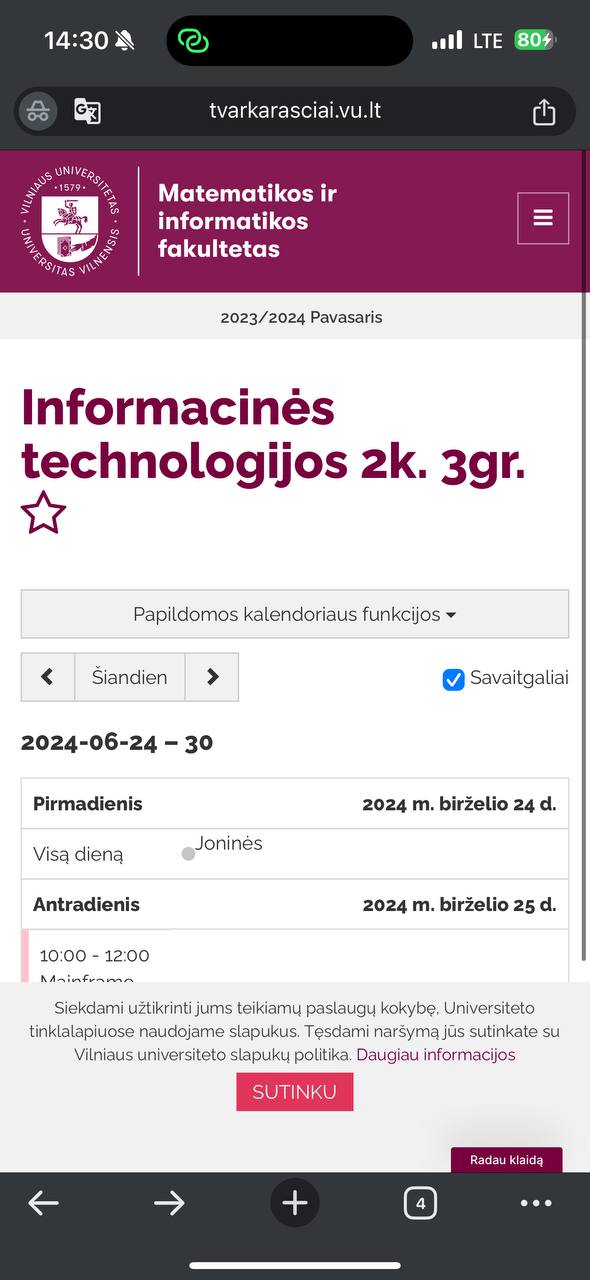 14:30
LTE
80
tvarkarasciai.vu.lt
VILNIAUS UNIVERSITETAS
1579
UNIVERSITAS VILNENSIS
Matematikos ir
informatikos
fakultetas
2023/2024 Pavasaris
Informacinės
technologijos 2k. 3gr.
Papildomos kalendoriaus funkcijos
Šiandien
Savaitgaliai
2024-06-24 – 30
Pirmadienis 2024 m. birželio 24 d.
Visą dieną Joninės
Antradienis 2024 m. birželio 25 d.
10:00 - 12:00
Mainframe
Siekdami užtikrinti jums teikiamų paslaugų kokybę, Universiteto
tinklalapiuose naudojame slapukus. Tęsdami naršymą jūs sutinkate su
Vilniaus universiteto slapukų politika. Daugiau informacijos
SUTINKU
Radau klaidą
4